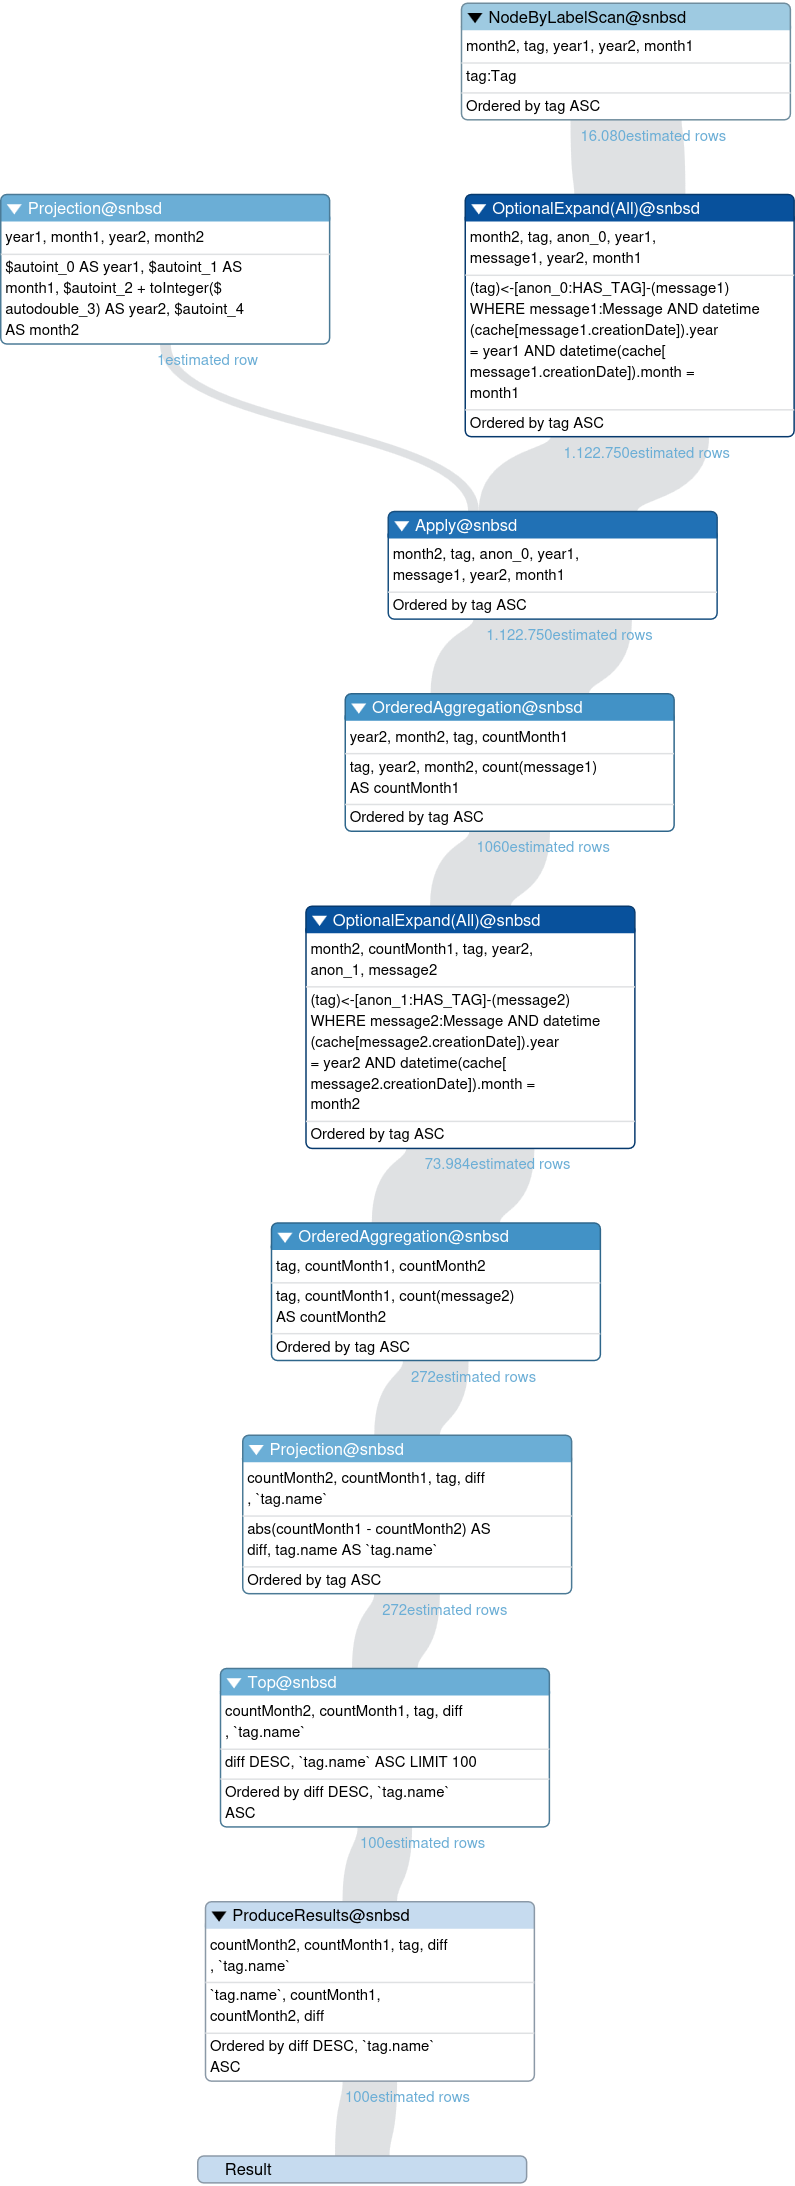 NodeByLabelScan@snbsd
month2, tag, year1, year2, month1
tag:Tag
Ordered by tag ASC
16.080estimated rows
Projection@snbsd
year1, month1, year2, month2
$autoint_0 AS year1, $autoint_1 AS
month1, $autoint_2 + toInteger($
autodouble_3) AS year2, $autoint_4
AS month2
1estimated row
OptionalExpand(All)@snbsd
month2, tag, anon_0, year1,
message1, year2, month1
(tag)<-[anon_0:HAS_TAG]-(message1)
WHERE message1:Message AND datetime
(cache[message1.creationDate]).year
= year1 AND datetime(cache[
message1.creationDate]).month =
month1
Ordered by tag ASC
1.122.750estimated rows
Apply@snbsd
month2, tag, anon_0, year1,
message1, year2, month1
Ordered by tag ASC
1.122.750estimated rows
OrderedAggregation@snbsd
year2, month2, tag, countMonth1
tag, year2, month2, count(message1)
AS countMonth1
Ordered by tag ASC
1060estimated rows
OptionalExpand(All)@snbsd
month2, countMonth1, tag, year2,
anon_1, message2
(tag)<-[anon_1:HAS_TAG]-(message2)
WHERE message2:Message AND datetime
(cache[message2.creationDate]).year
= year2 AND datetime(cache[
message2.creationDate]).month =
month2
Ordered by tag ASC
73.984estimated rows
OrderedAggregation@snbsd
tag, countMonth1, countMonth2
tag, countMonth1, count(message2)
AS countMonth2
Ordered by tag ASC
272estimated rows
Projection@snbsd
countMonth2, countMonth1, tag, diff
, `tag.name`
abs(countMonth1 - countMonth2) AS
diff, tag.name AS `tag.name`
Ordered by tag ASC
272estimated rows
Top@snbsd
countMonth2, countMonth1, tag, diff
, `tag.name`
diff DESC, `tag.name` ASC LIMIT 100
Ordered by diff DESC, `tag.name`
ASC
100estimated rows
ProduceResults@snbsd
countMonth2, countMonth1, tag, diff
, `tag.name`
`tag.name`, countMonth1,
countMonth2, diff
Ordered by diff DESC, `tag.name`
ASC
100estimated rows
Result